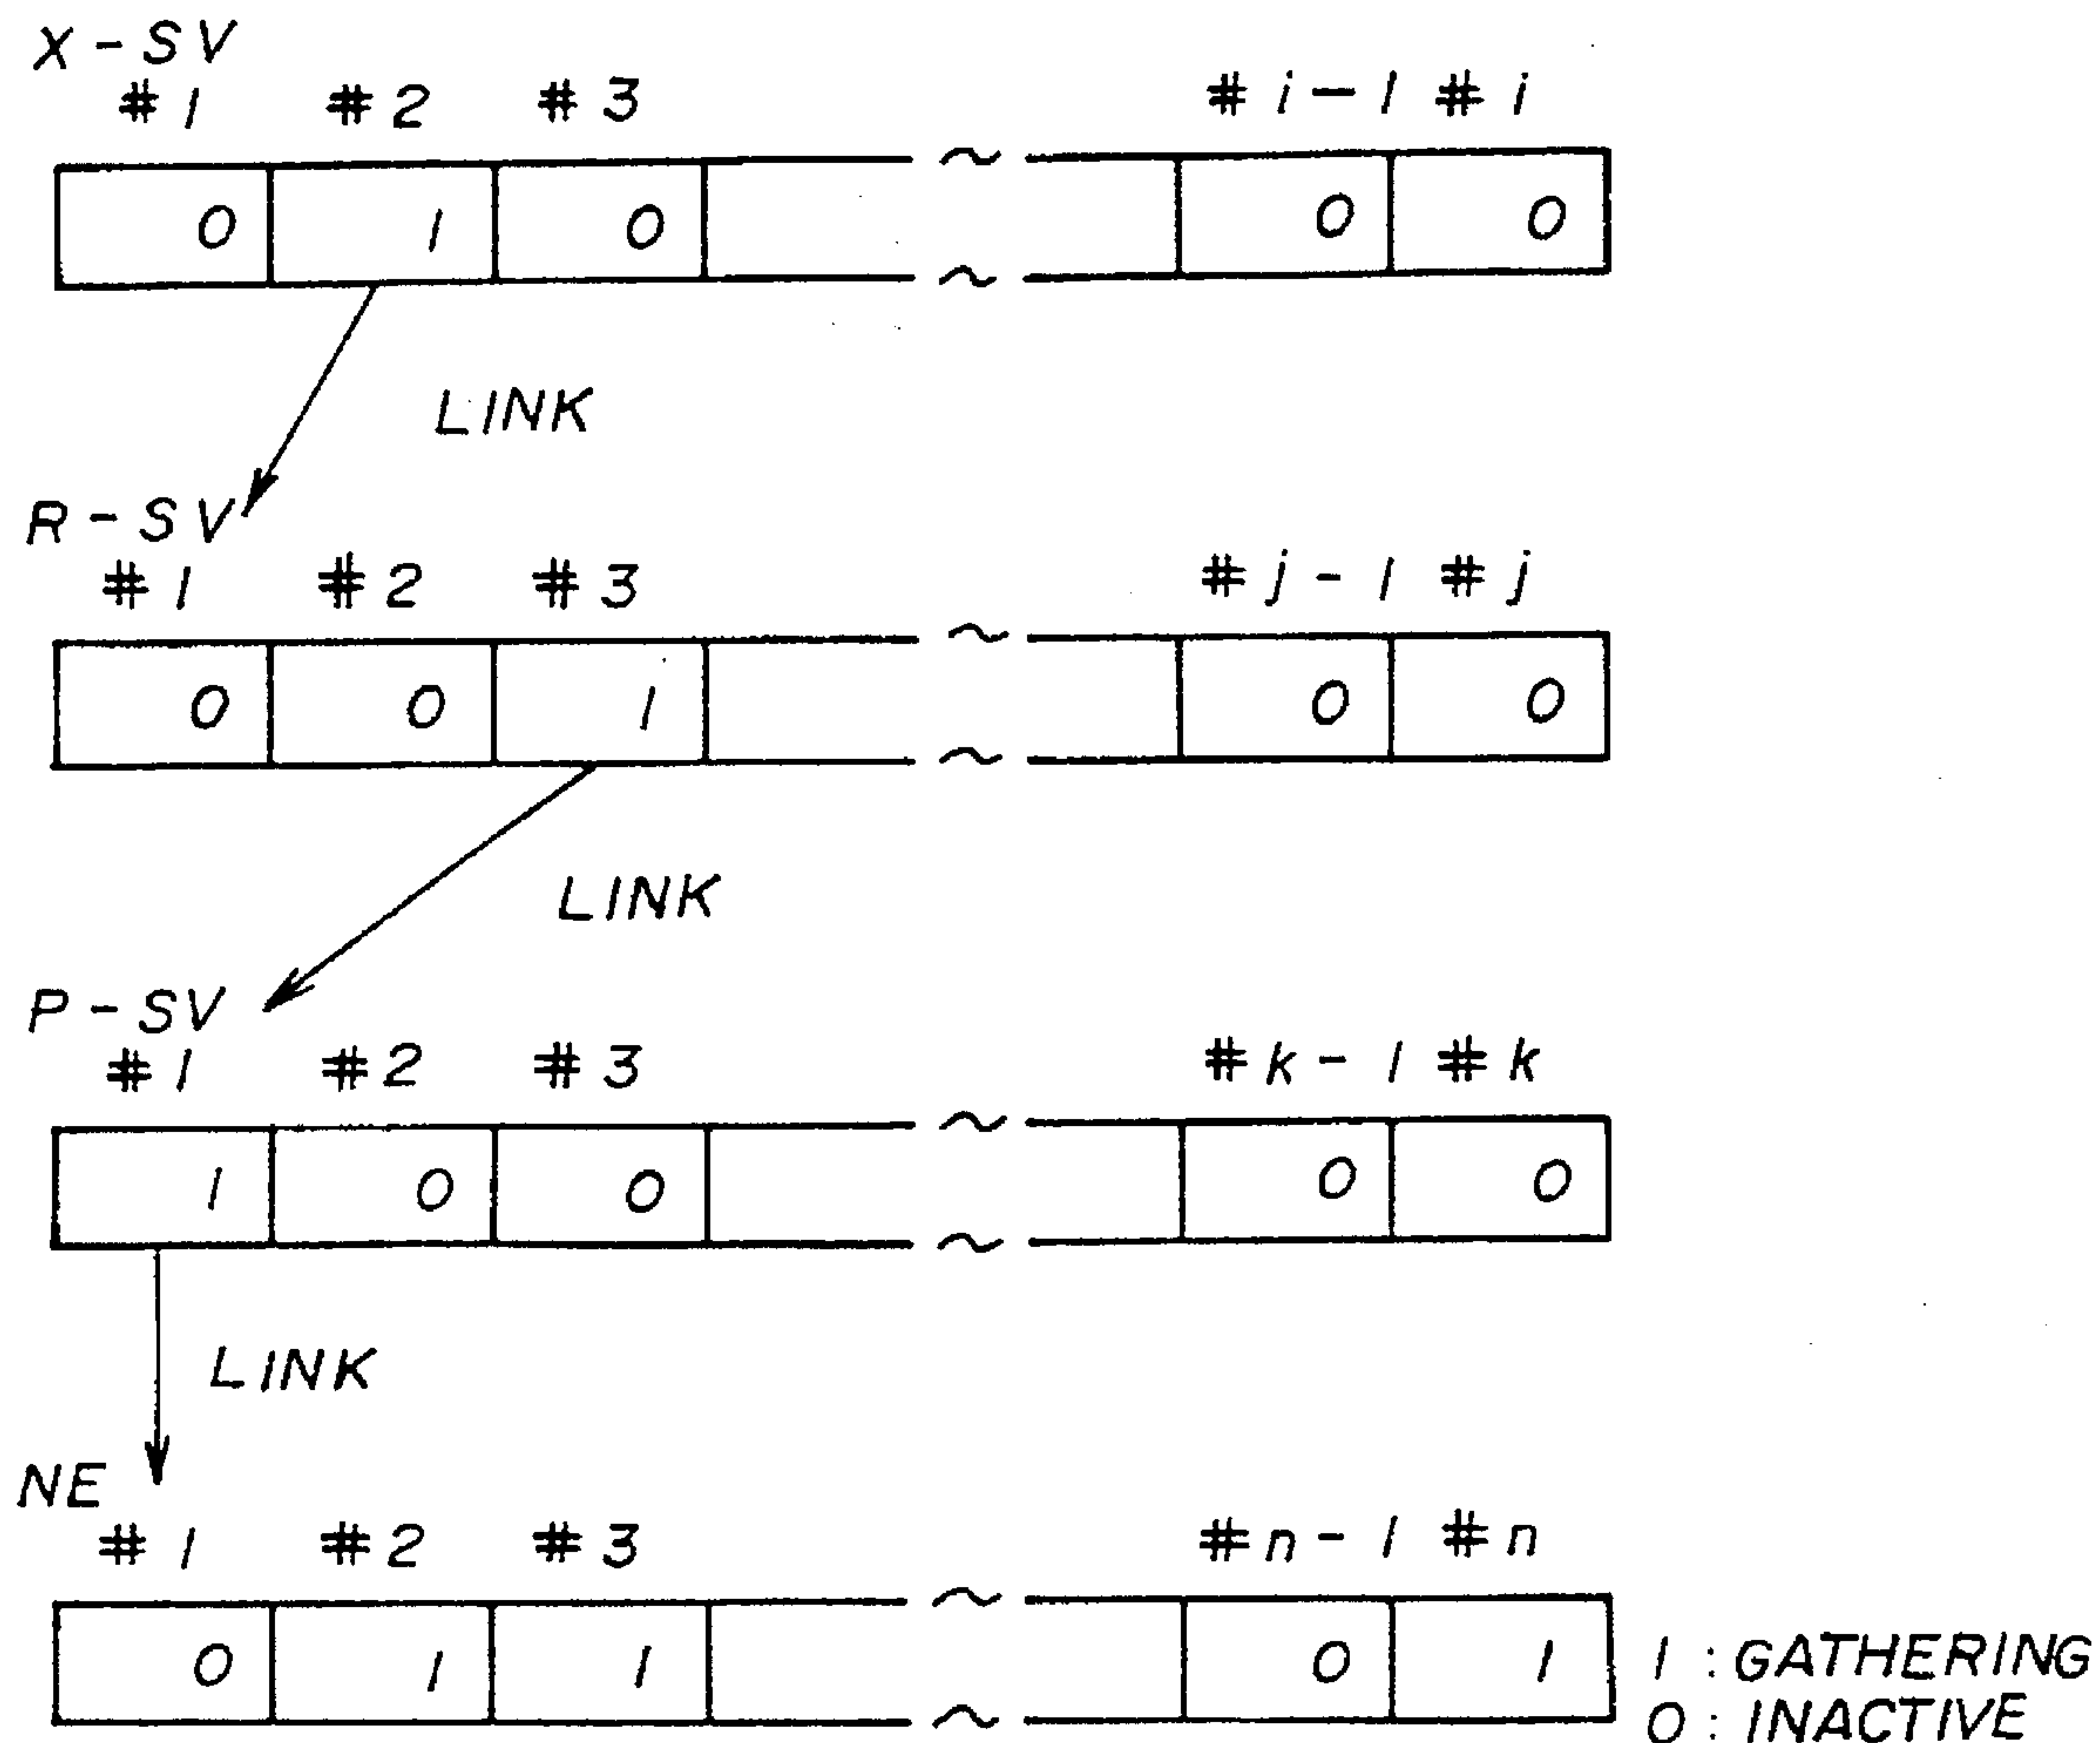 X-SV
#1 #2 #3 #i-1 #i
0 1 0 0 0
LINK
R-SV
#1 #2 #3 #j-1 #j
0 0 1 0 0
LINK
P-SV
#1 #2 #3 #k-1 #k
1 0 0 0 0
LINK
NE
#1 #2 #3 #n-1 #n
0 1 1 0 1
1 : GATHERING
0 : INACTIVE